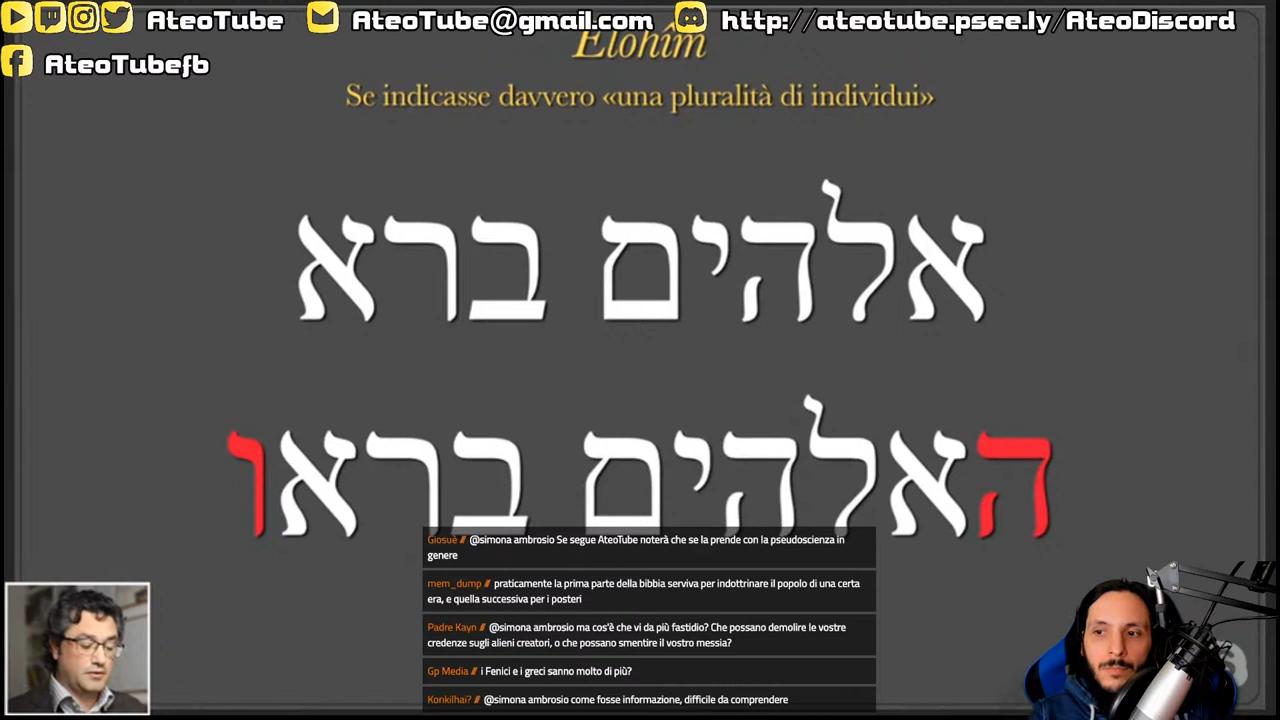 AteoTube AteoTube@gmail.com http://ateotube.psee.ly/AteoDiscord
AteoTubefb
Elohîm
Se indicasse davvero «una pluralità di individui»
אלהים ברא
האלהים בראו
Giosuè // @simona ambrosio Se segue AteoTube noterà che se la prende con la pseudoscienza in
genere
mem_dump // praticamente la prima parte della bibbia serviva per indottrinare il popolo di una certa
era, e quella successiva per i posteri
Padre Kayn // @simona ambrosio ma cos'è che vi da più fastidio? Che possano demolire le vostre
credenze sugli alieni creatori, o che possano smentire il vostro messia?
Gp Media // i Fenici e i greci sanno molto di più?
Konkilhai? // @simona ambrosio come fosse informazione, difficile da comprendere